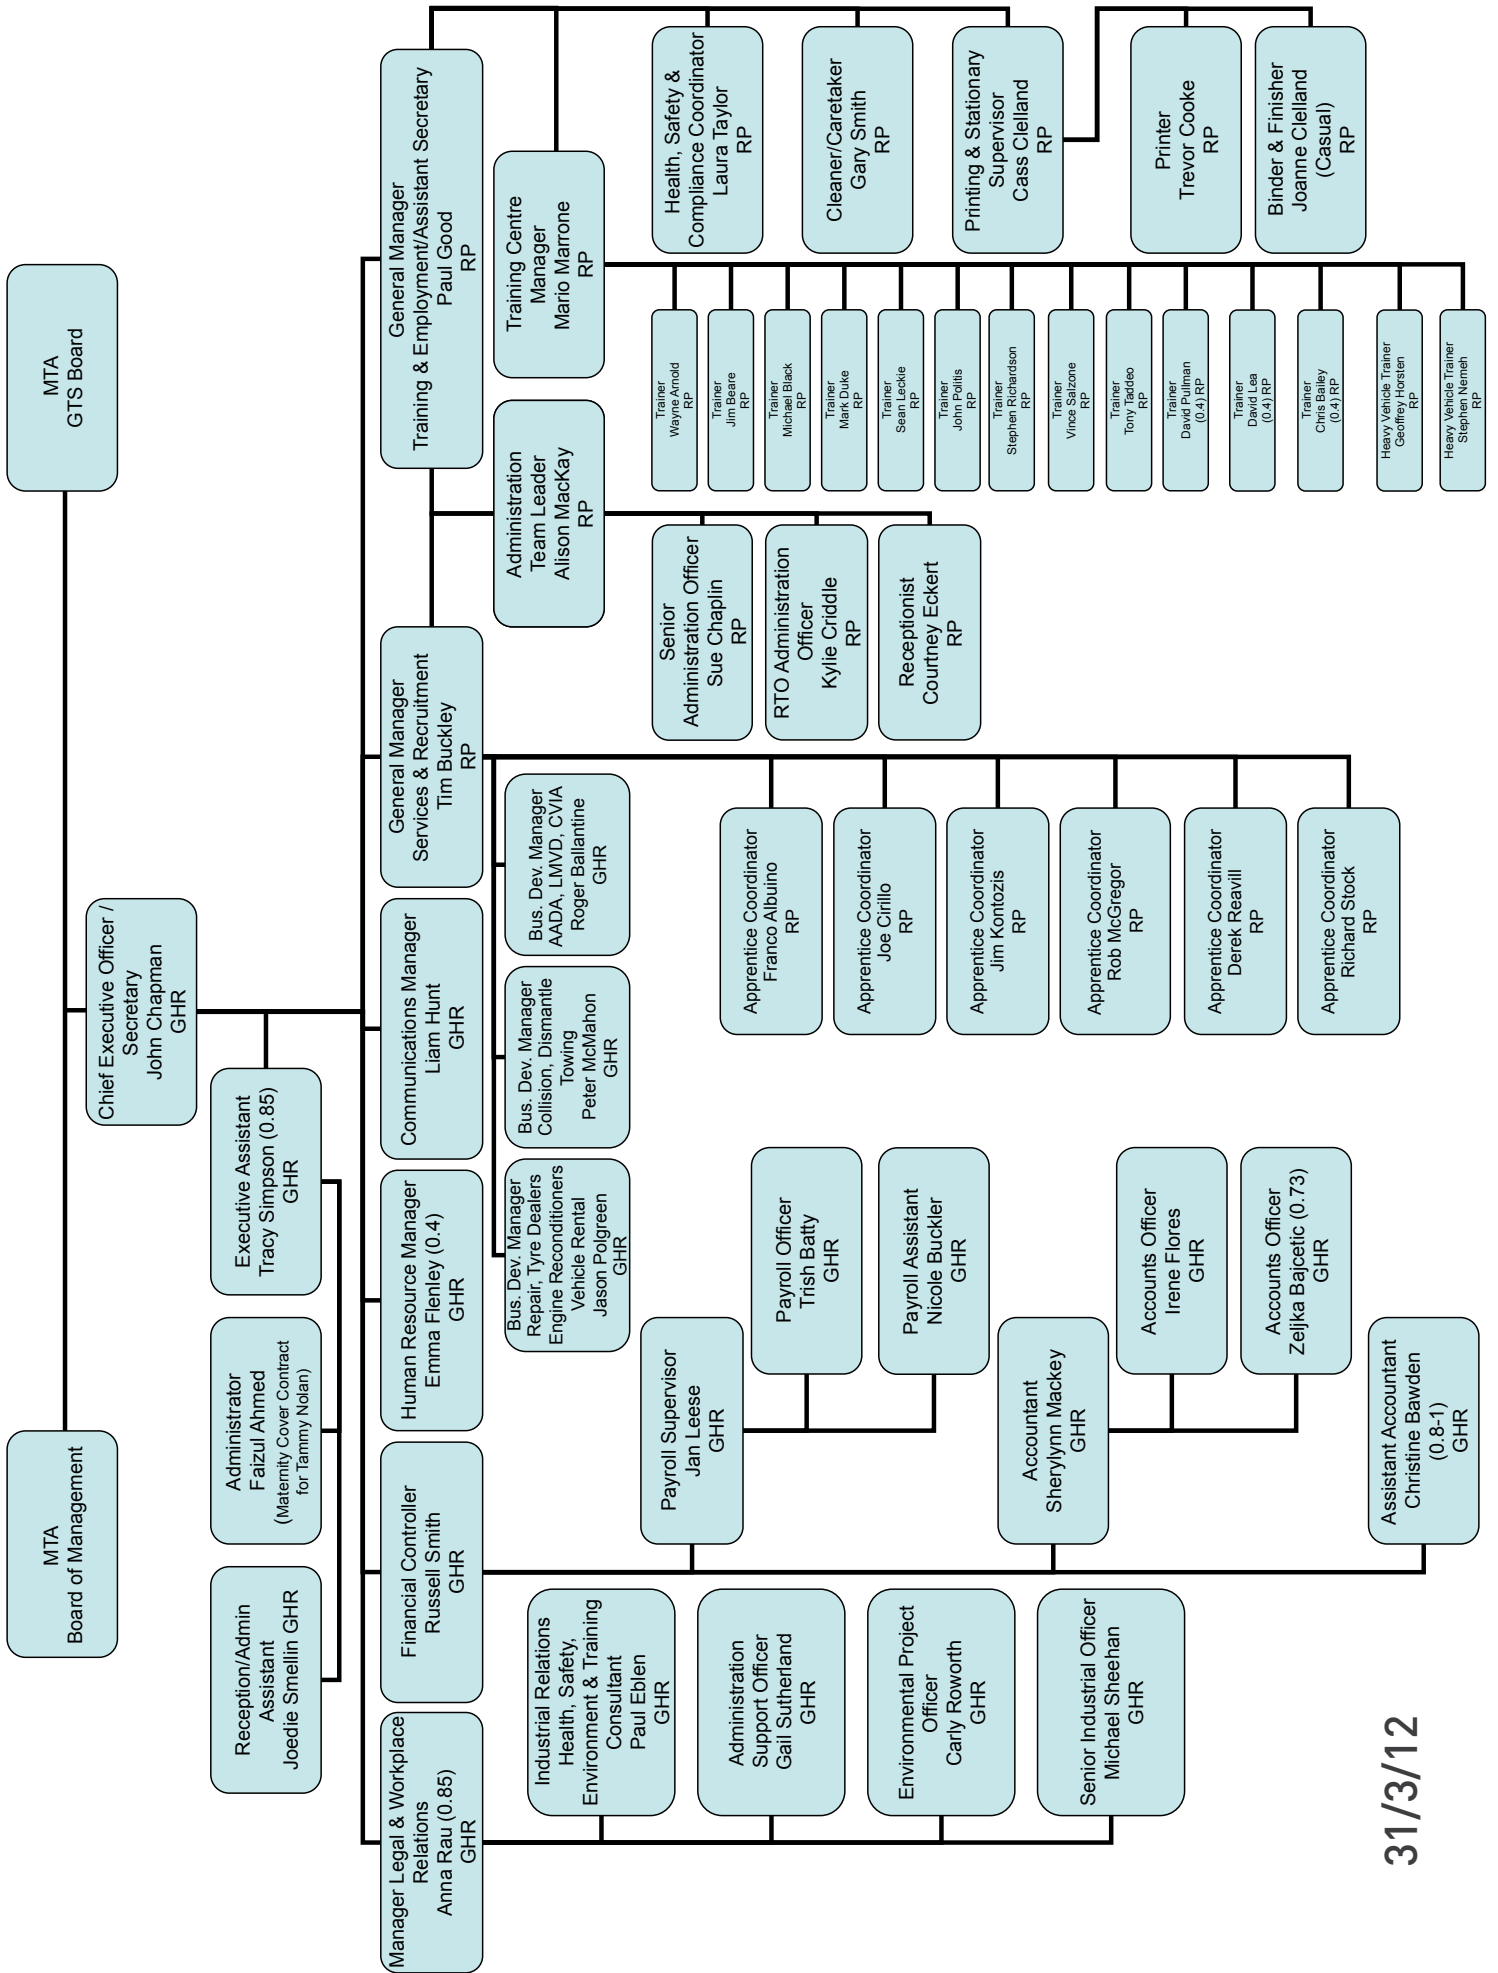 MTA
Board of Management
MTA
GTS Board
Chief Executive Officer /
Secretary
John Chapman
GHR
Reception/Admin
Assistant
Joedie Smellin GHR
Administrator
Faizul Ahmed
(Maternity Cover Contract
for Tammy Nolan)
Executive Assistant
Tracy Simpson (0.85)
GHR
Manager Legal & Workplace
Relations
Anna Rau (0.85)
GHR
Financial Controller
Russell Smith
GHR
Human Resource Manager
Emma Flenley (0.4)
GHR
Communications Manager
Liam Hunt
GHR
General Manager
Services & Recruitment
Tim Buckley
RP
General Manager
Training & Employment/Assistant Secretary
Paul Good
RP
Industrial Relations
Health, Safety,
Environment & Training
Consultant
Paul Eblen
GHR
Administration
Support Officer
Gail Sutherland
GHR
Environmental Project
Officer
Carly Roworth
GHR
Senior Industrial Officer
Michael Sheehan
GHR
Payroll Supervisor
Jan Leese
GHR
Payroll Officer
Trish Batty
GHR
Payroll Assistant
Nicole Buckler
GHR
Accountant
Sherylynn Mackey
GHR
Accounts Officer
Irene Flores
GHR
Accounts Officer
Zeljka Bajcetic (0.73)
GHR
Assistant Accountant
Christine Bawden
(0.8-1)
GHR
Bus. Dev. Manager
Repair, Tyre Dealers
Engine Reconditioners
Vehicle Rental
Jason Polgreen
GHR
Bus. Dev. Manager
Collision, Dismantle
Towing
Peter McMahon
GHR
Bus. Dev. Manager
AADA, LMVD, CVIA
Roger Ballantine
GHR
Apprentice Coordinator
Franco Albuino
RP
Apprentice Coordinator
Joe Cirillo
RP
Apprentice Coordinator
Jim Kontozis
RP
Apprentice Coordinator
Rob McGregor
RP
Apprentice Coordinator
Derek Reavill
RP
Apprentice Coordinator
Richard Stock
RP
Administration
Team Leader
Alison MacKay
RP
Senior
Administration Officer
Sue Chaplin
RP
RTO Administration
Officer
Kylie Criddle
RP
Receptionist
Courtney Eckert
RP
Training Centre
Manager
Mario Marrone
RP
Trainer
Wayne Arnold
RP
Trainer
Jim Beare
RP
Trainer
Michael Black
RP
Trainer
Mark Duke
RP
Trainer
Sean Leckie
RP
Trainer
John Politis
RP
Trainer
Stephen Richardson
RP
Trainer
Vince Salzone
RP
Trainer
Tony Taddeo
RP
Trainer
David Pullman
(0.4) RP
Trainer
David Lea
(0.4) RP
Trainer
Chris Bailey
(0.4) RP
Heavy Vehicle Trainer
Geoffrey Horsten
RP
Heavy Vehicle Trainer
Stephen Nemeh
RP
Health, Safety &
Compliance Coordinator
Laura Taylor
RP
Cleaner/Caretaker
Gary Smith
RP
Printing & Stationary
Supervisor
Cass Clelland
RP
Printer
Trevor Cooke
RP
Binder & Finisher
Joanne Clelland
(Casual)
RP
31/3/12